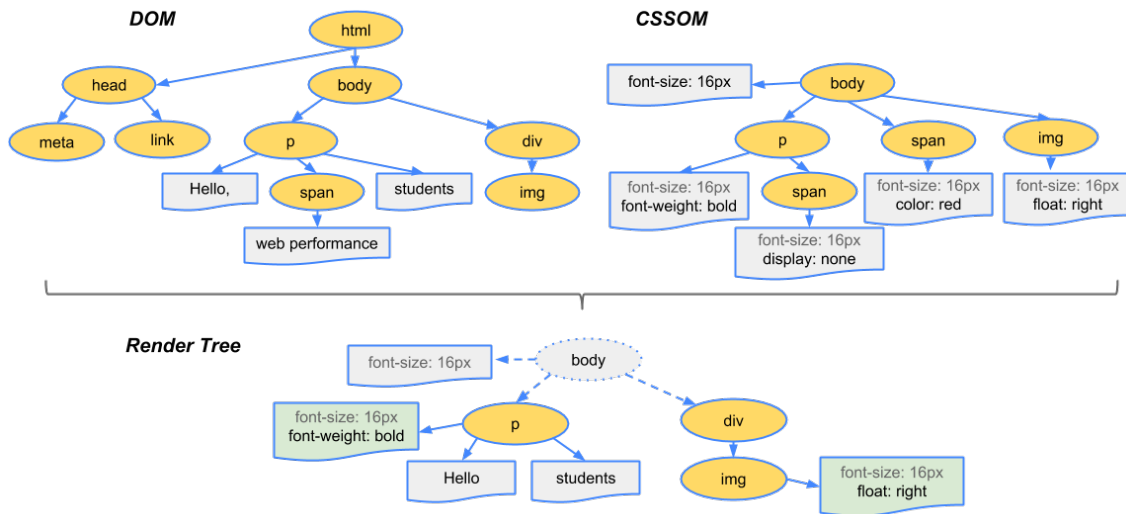 DOM
CSSOM
html
head
body
meta
link
p
div
Hello,
span
students
img
web performance
font-size: 16px
body
p
span
img
font-size: 16px
font-weight: bold
span
font-size: 16px
color: red
font-size: 16px
float: right
font-size: 16px
display: none
Render Tree
font-size: 16px
body
font-size: 16px
font-weight: bold
p
div
Hello
students
img
font-size: 16px
float: right